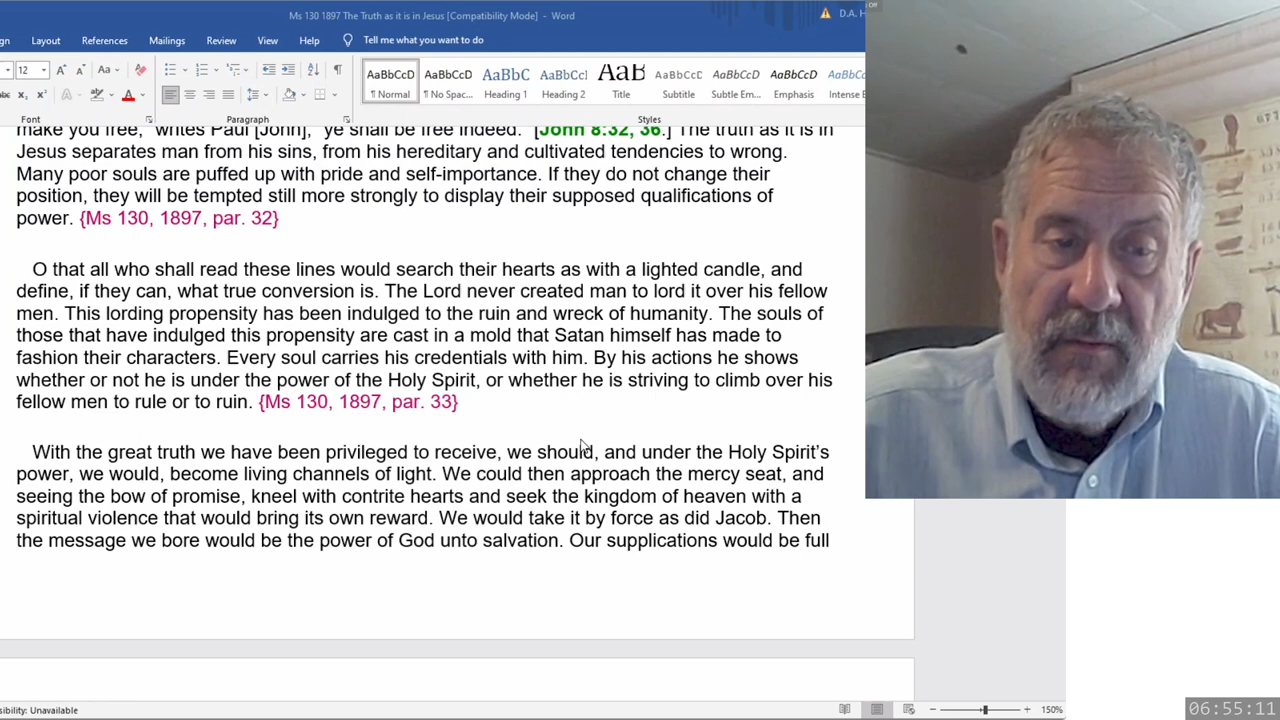 Ms 130 1897 The Truth as it is in Jesus [Compatibility Mode] - Word
D.A. H
Off
gn Layout References Mailings Review View Help Tell me what you want to do
12
Aa
abc x₂ x² A A
AaBbCcD AaBbCcD AaBbC AaBbCc AaB AaBbCcD AaBbCcD AaBbCcD AaBbCc
¶ Normal ¶ No Spac... Heading 1 Heading 2 Title Subtitle Subtle Em... Emphasis Intense E
Font Paragraph Styles
make you free," writes Paul [John], "ye shall be free indeed." [John 8:32, 36.] The truth as it is in
Jesus separates man from his sins, from his hereditary and cultivated tendencies to wrong.
Many poor souls are puffed up with pride and self-importance. If they do not change their
position, they will be tempted still more strongly to display their supposed qualifications of
power. {Ms 130, 1897, par. 32}
O that all who shall read these lines would search their hearts as with a lighted candle, and
define, if they can, what true conversion is. The Lord never created man to lord it over his fellow
men. This lording propensity has been indulged to the ruin and wreck of humanity. The souls of
those that have indulged this propensity are cast in a mold that Satan himself has made to
fashion their characters. Every soul carries his credentials with him. By his actions he shows
whether or not he is under the power of the Holy Spirit, or whether he is striving to climb over his
fellow men to rule or to ruin. {Ms 130, 1897, par. 33}
With the great truth we have been privileged to receive, we should, and under the Holy Spirit's
power, we would, become living channels of light. We could then approach the mercy seat, and
seeing the bow of promise, kneel with contrite hearts and seek the kingdom of heaven with a
spiritual violence that would bring its own reward. We would take it by force as did Jacob. Then
the message we bore would be the power of God unto salvation. Our supplications would be full
sibility: Unavailable
150%
06:55:11